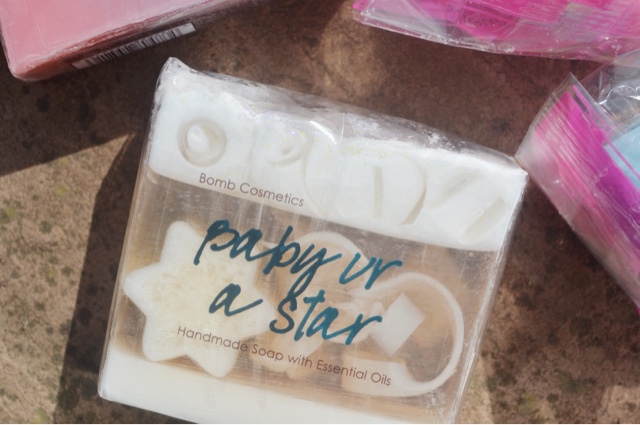 Bomb Cosmetics
baby ur
a star
Handmade Soap with Essential Oils